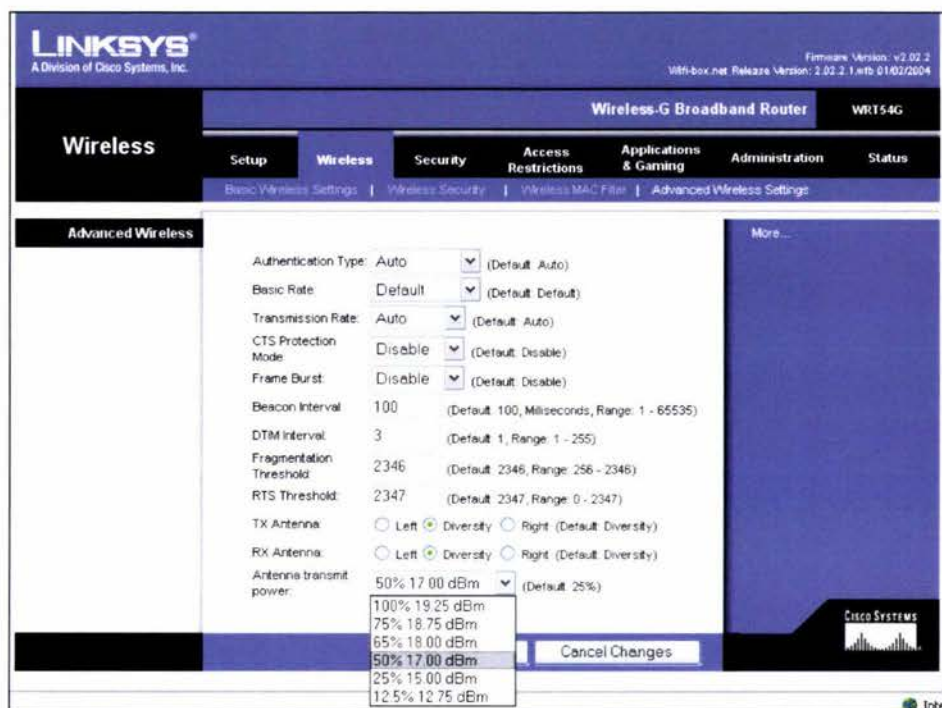 LINKSYS®
A Division of Cisco Systems, Inc.
Firmware Version: v2.02.2
Wifi-box.net Release Version: 2.02.2.1.wfb 01/02/2004
Wireless-G Broadband Router WRT54G
Wireless
Setup Wireless Security Access Restrictions Applications & Gaming Administration Status
Basic Wireless Settings | Wireless Security | Wireless MAC Filter | Advanced Wireless Settings
Advanced Wireless
More...
Authentication Type: Auto (Default: Auto)
Basic Rate: Default (Default: Default)
Transmission Rate: Auto (Default: Auto)
CTS Protection Mode Disable (Default: Disable)
Frame Burst: Disable (Default: Disable)
Beacon Interval 100 (Default: 100, Milliseconds, Range: 1 - 65535)
DTIM Interval: 3 (Default: 1, Range: 1 - 255)
Fragmentation Threshold: 2346 (Default: 2346, Range: 256 - 2346)
RTS Threshold: 2347 (Default: 2347, Range: 0 - 2347)
TX Antenna: Left Diversity Right (Default: Diversity)
RX Antenna: Left Diversity Right (Default: Diversity)
Antenna transmit power: 50% 17.00 dBm (Default: 25%)
100% 19.25 dBm
75% 18.75 dBm
65% 18.00 dBm
50% 17.00 dBm
25% 15.00 dBm
12.5% 12.75 dBm
Cancel Changes
CISCO SYSTEMS